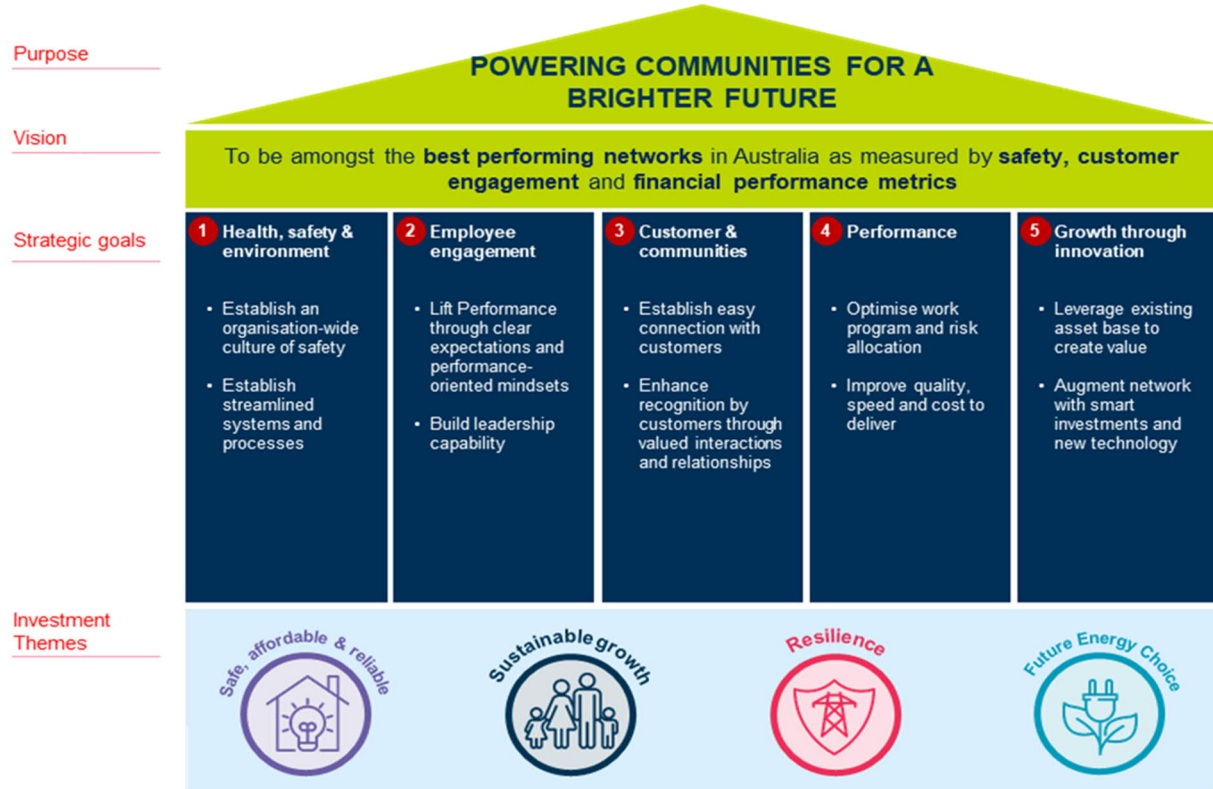 Purpose
POWERING COMMUNITIES FOR A
BRIGHTER FUTURE
Vision
To be amongst the best performing networks in Australia as measured by safety, customer
engagement and financial performance metrics
Strategic goals
1 Health, safety &
environment
• Establish an
organisation-wide
culture of safety
• Establish
streamlined
systems and
processes
2 Employee
engagement
• Lift Performance
through clear
expectations and
performance-
oriented mindsets
• Build leadership
capability
3 Customer &
communities
• Establish easy
connection with
customers
• Enhance
recognition by
customers through
valued interactions
and relationships
4 Performance
• Optimise work
program and risk
allocation
• Improve quality,
speed and cost to
deliver
5 Growth through
innovation
• Leverage existing
asset base to
create value
• Augment network
with smart
investments and
new technology
Investment
Themes
Safe, affordable & reliable
Sustainable growth
Resilience
Future Energy Choice